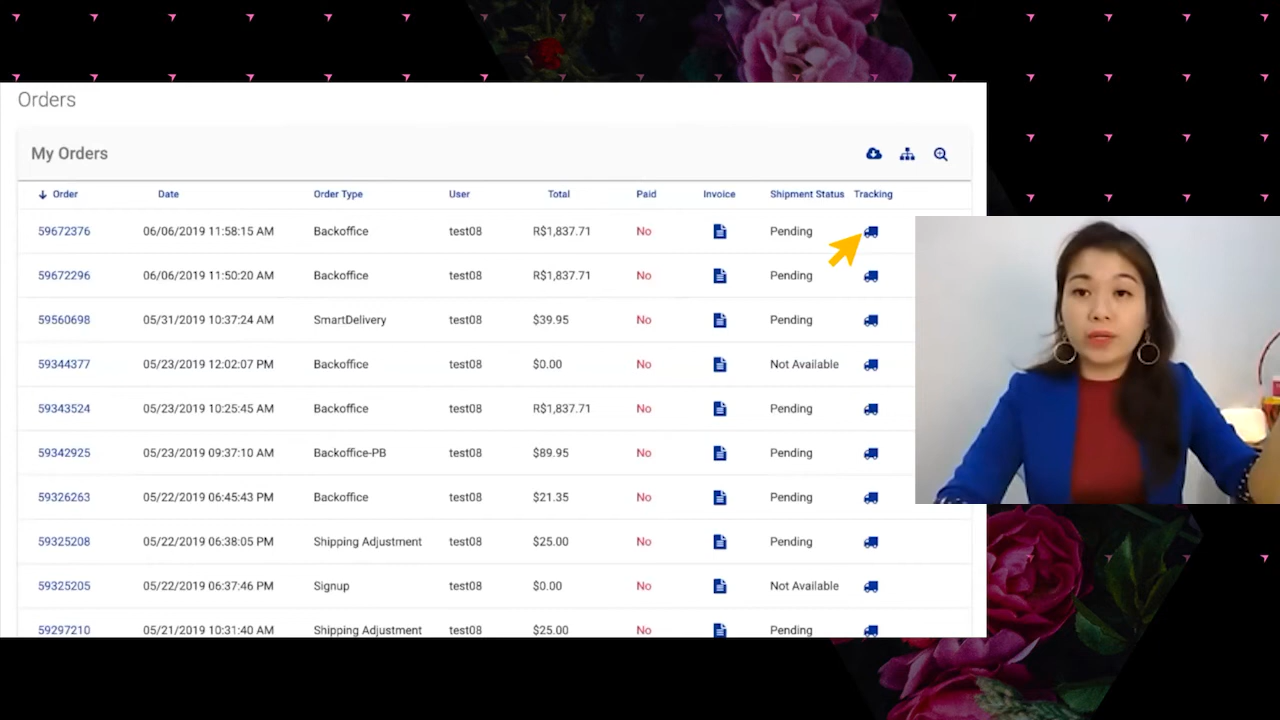 Orders
My Orders
Order Date Order Type User Total Paid Invoice Shipment Status Tracking
59672376 06/06/2019 11:58:15 AM Backoffice test08 R$1,837.71 No Pending
59672296 06/06/2019 11:50:20 AM Backoffice test08 R$1,837.71 No Pending
59560698 05/31/2019 10:37:24 AM SmartDelivery test08 $39.95 No Pending
59344377 05/23/2019 12:02:07 PM Backoffice test08 $0.00 No Not Available
59343524 05/23/2019 10:25:45 AM Backoffice test08 R$1,837.71 No Pending
59342925 05/23/2019 09:37:10 AM Backoffice-PB test08 $89.95 No Pending
59326263 05/22/2019 06:45:43 PM Backoffice test08 $21.35 No Pending
59325208 05/22/2019 06:38:05 PM Shipping Adjustment test08 $25.00 No Pending
59325205 05/22/2019 06:37:46 PM Signup test08 $0.00 No Not Available
59297210 05/21/2019 10:31:40 AM Shipping Adjustment test08 $25.00 No Pending